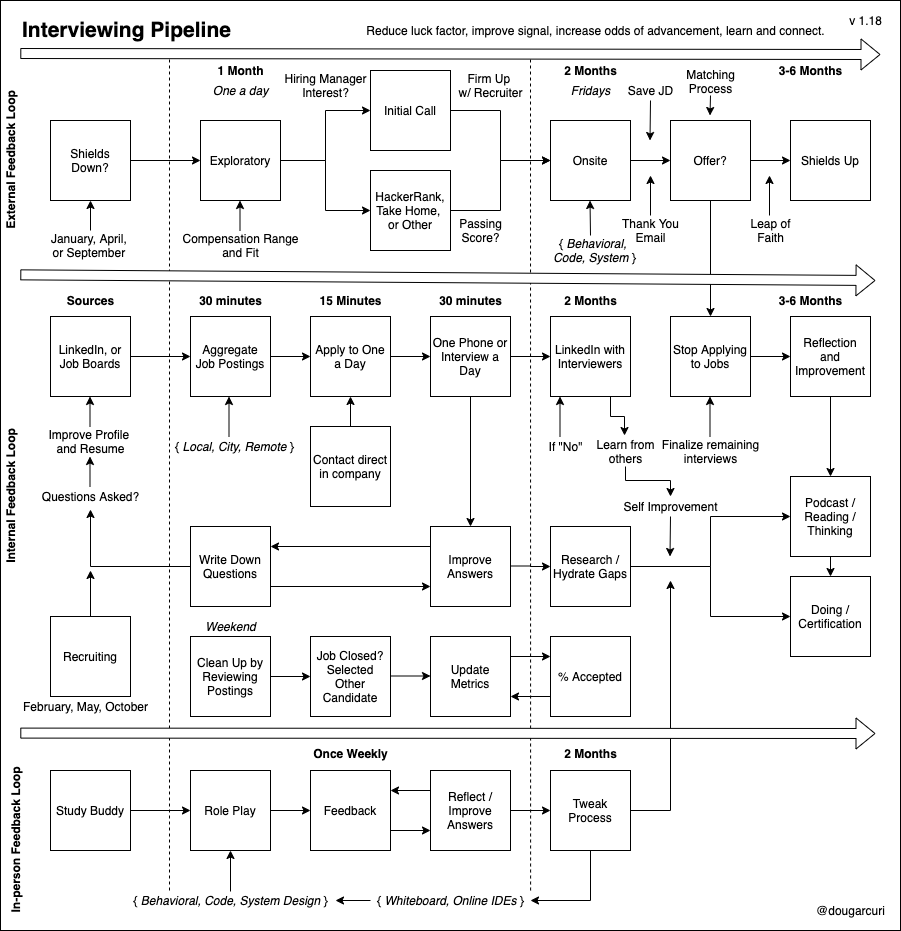 Interviewing Pipeline
Reduce luck factor, improve signal, increase odds of advancement, learn and connect.
v 1.18
External Feedback Loop
1 Month
One a day
Hiring Manager
Interest?
Firm Up
w/ Recruiter
2 Months
Fridays
Save JD
Matching
Process
3-6 Months
Shields
Down?
Exploratory
Initial Call
HackerRank,
Take Home,
or Other
Onsite
Offer?
Shields Up
January, April,
or September
Compensation Range
and Fit
Passing
Score?
{ Behavioral,
Code, System }
Thank You
Email
Leap of
Faith
Internal Feedback Loop
Sources
30 minutes
15 Minutes
30 minutes
2 Months
3-6 Months
LinkedIn, or
Job Boards
Aggregate
Job Postings
Apply to One
a Day
One Phone or
Interview a
Day
LinkedIn with
Interviewers
Stop Applying
to Jobs
Reflection
and
Improvement
Improve Profile
and Resume
{ Local, City, Remote }
Contact direct
in company
If "No"
Learn from
others
Finalize remaining
interviews
Questions Asked?
Self Improvement
Podcast /
Reading /
Thinking
Write Down
Questions
Improve
Answers
Research /
Hydrate Gaps
Doing /
Certification
Recruiting
February, May, October
Weekend
Clean Up by
Reviewing
Postings
Job Closed?
Selected
Other
Candidate
Update
Metrics
% Accepted
In-person Feedback Loop
Once Weekly
2 Months
Study Buddy
Role Play
Feedback
Reflect /
Improve
Answers
Tweak
Process
{ Behavioral, Code, System Design }
{ Whiteboard, Online IDEs }
@dougarcuri